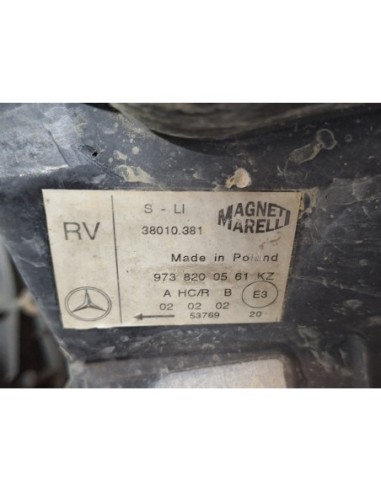 S - LI
MAGNETI
MARELLI
RV
38010.381
Made in Poland
973 820 05 61 KZ
A HC/R B
E3
02 02 02
53769
20